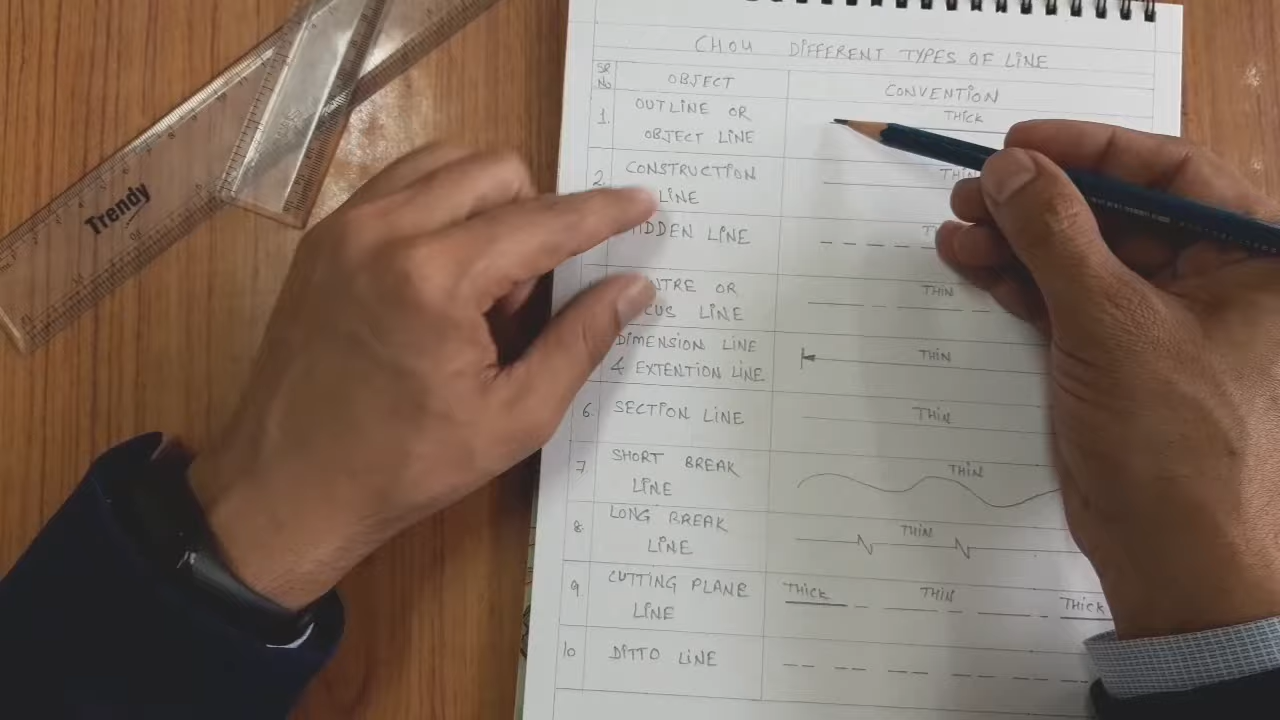 CHOU DIFFERENT TYPES OF LINE
SR No OBJECT CONVENTION
1. OUTLINE OR OBJECT LINE THICK
2. CONSTRUCTION LINE THIN
IDDEN LINE
NTRE OR CUS LINE THIN
DIMENSION LINE & EXTENTION LINE THIN
6. SECTION LINE THIN
7. SHORT BREAK LINE THIN
8. LONG BREAK LINE THIN
9. CUTTING PLANE LINE THICK THIN THICK
10 DITTO LINE
Trendy